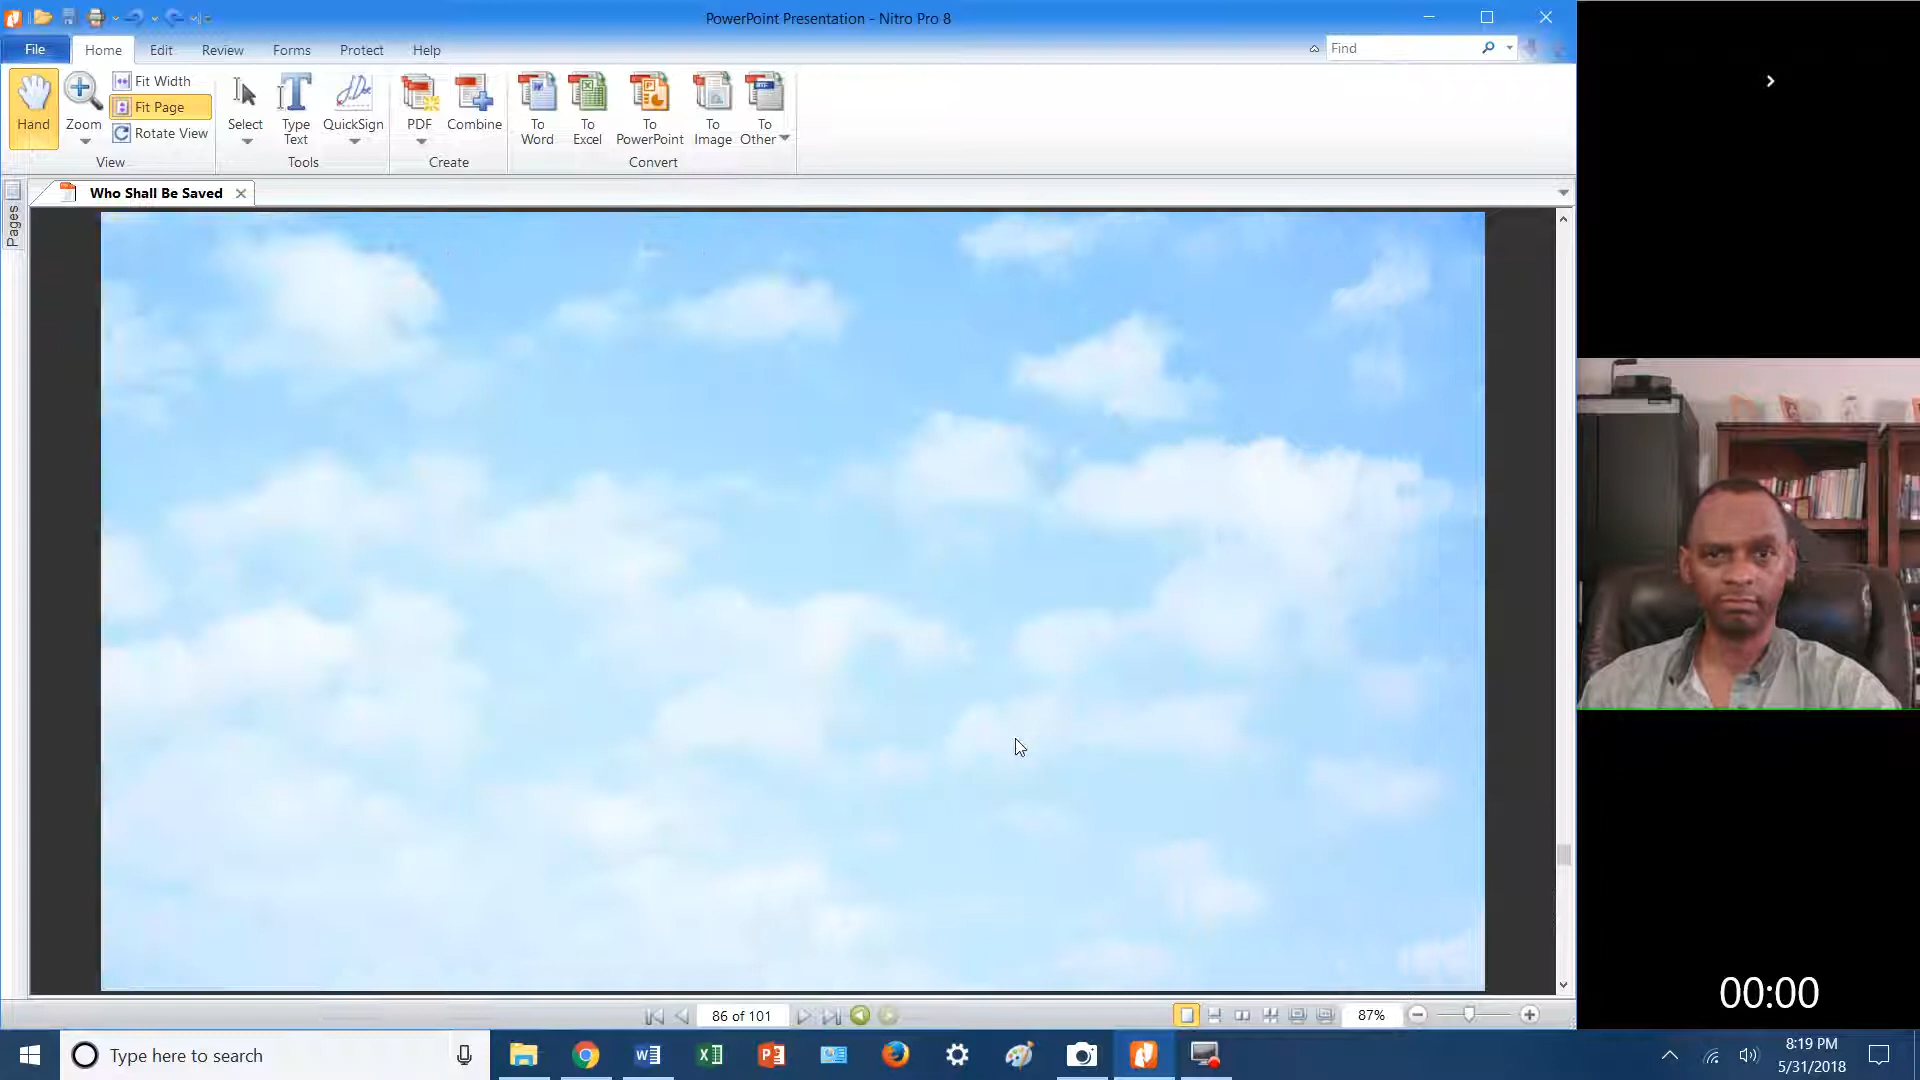 PowerPoint Presentation - Nitro Pro 8
File Home Edit Review Forms Protect Help
Find
Hand
Zoom
Fit Width
Fit Page
Rotate View
View
Select
Type Text
QuickSign
Tools
PDF
Combine
Create
To Word
To Excel
To PowerPoint
To Image
To Other
Convert
Who Shall Be Saved
Pages
86 of 101
87%
00:00
Type here to search
8:19 PM
5/31/2018